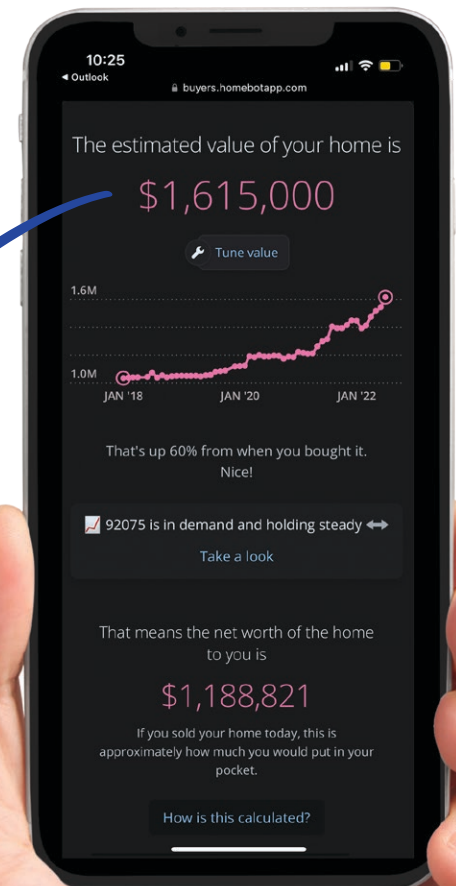 10:25
◀ Outlook
buyers.homebotapp.com
The estimated value of your home is
$1,615,000
Tune value
1.6M
1.0M
JAN '18 JAN '20 JAN '22
That's up 60% from when you bought it.
Nice!
92075 is in demand and holding steady
Take a look
That means the net worth of the home
to you is
$1,188,821
If you sold your home today, this is
approximately how much you would put in your
pocket.
How is this calculated?